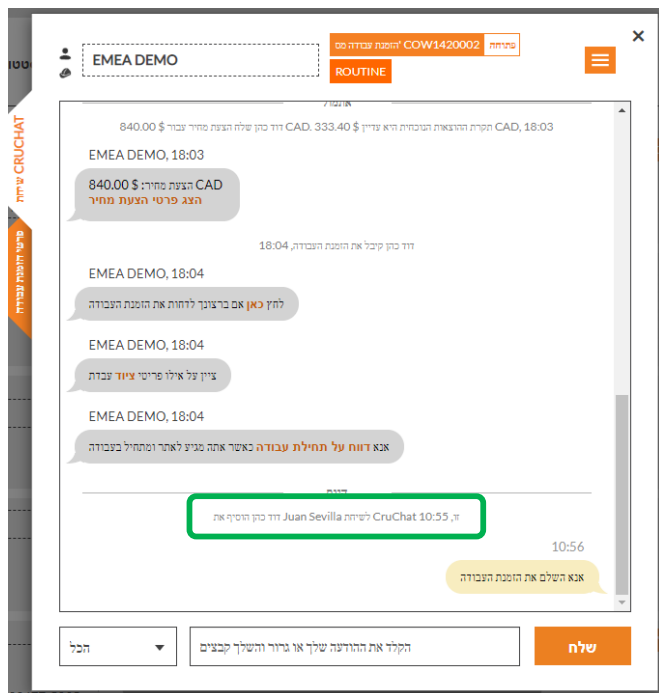 ×
EMEA DEMO
הזמנת עבודה מס' COW1420002 פתוחה
ROUTINE
שיחת CRUCHAT
פרטי הזמנת עבודה
אתמול
דוד כהן שלח הצעת מחיר עבור $ 840.00 CAD. תקרת ההוצאות הנוכחית היא עדיין $ 333.40 CAD, 18:03
EMEA DEMO, 18:03
הצעת מחיר: $ 840.00 CAD
הצג פרטי הצעת מחיר
דוד כהן קיבל את הזמנת העבודה, 18:04
EMEA DEMO, 18:04
לחץ כאן אם ברצונך לדחות את הזמנת העבודה
EMEA DEMO, 18:04
ציין על אילו פריטי ציוד עבדת
EMEA DEMO, 18:04
אנא דווח על תחילת עבודה כאשר אתה מגיע לאתר ומתחיל בעבודה
היום
דוד כהן הוסיף את Juan Sevilla לשיחת CruChat זו, 10:55
10:56
אנא השלם את הזמנת העבודה
הכל
הקלד את ההודעה שלך או גרור והשלך קבצים
שלח